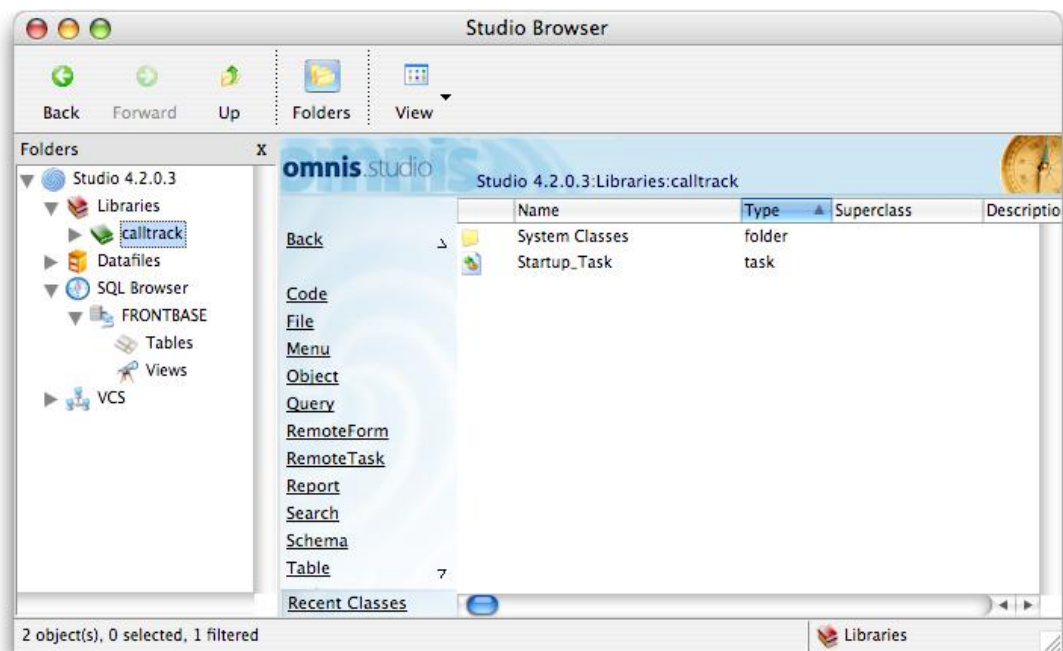 Studio Browser
Back Forward Up Folders View
Folders x
Studio 4.2.0.3
Libraries
calltrack
Datafiles
SQL Browser
FRONTBASE
Tables
Views
VCS
omnis.studio
Studio 4.2.0.3:Libraries:calltrack
Back
Code
File
Menu
Object
Query
RemoteForm
RemoteTask
Report
Search
Schema
Table
Recent Classes
Name Type Superclass Descriptio
System Classes folder
Startup_Task task
2 object(s), 0 selected, 1 filtered
Libraries